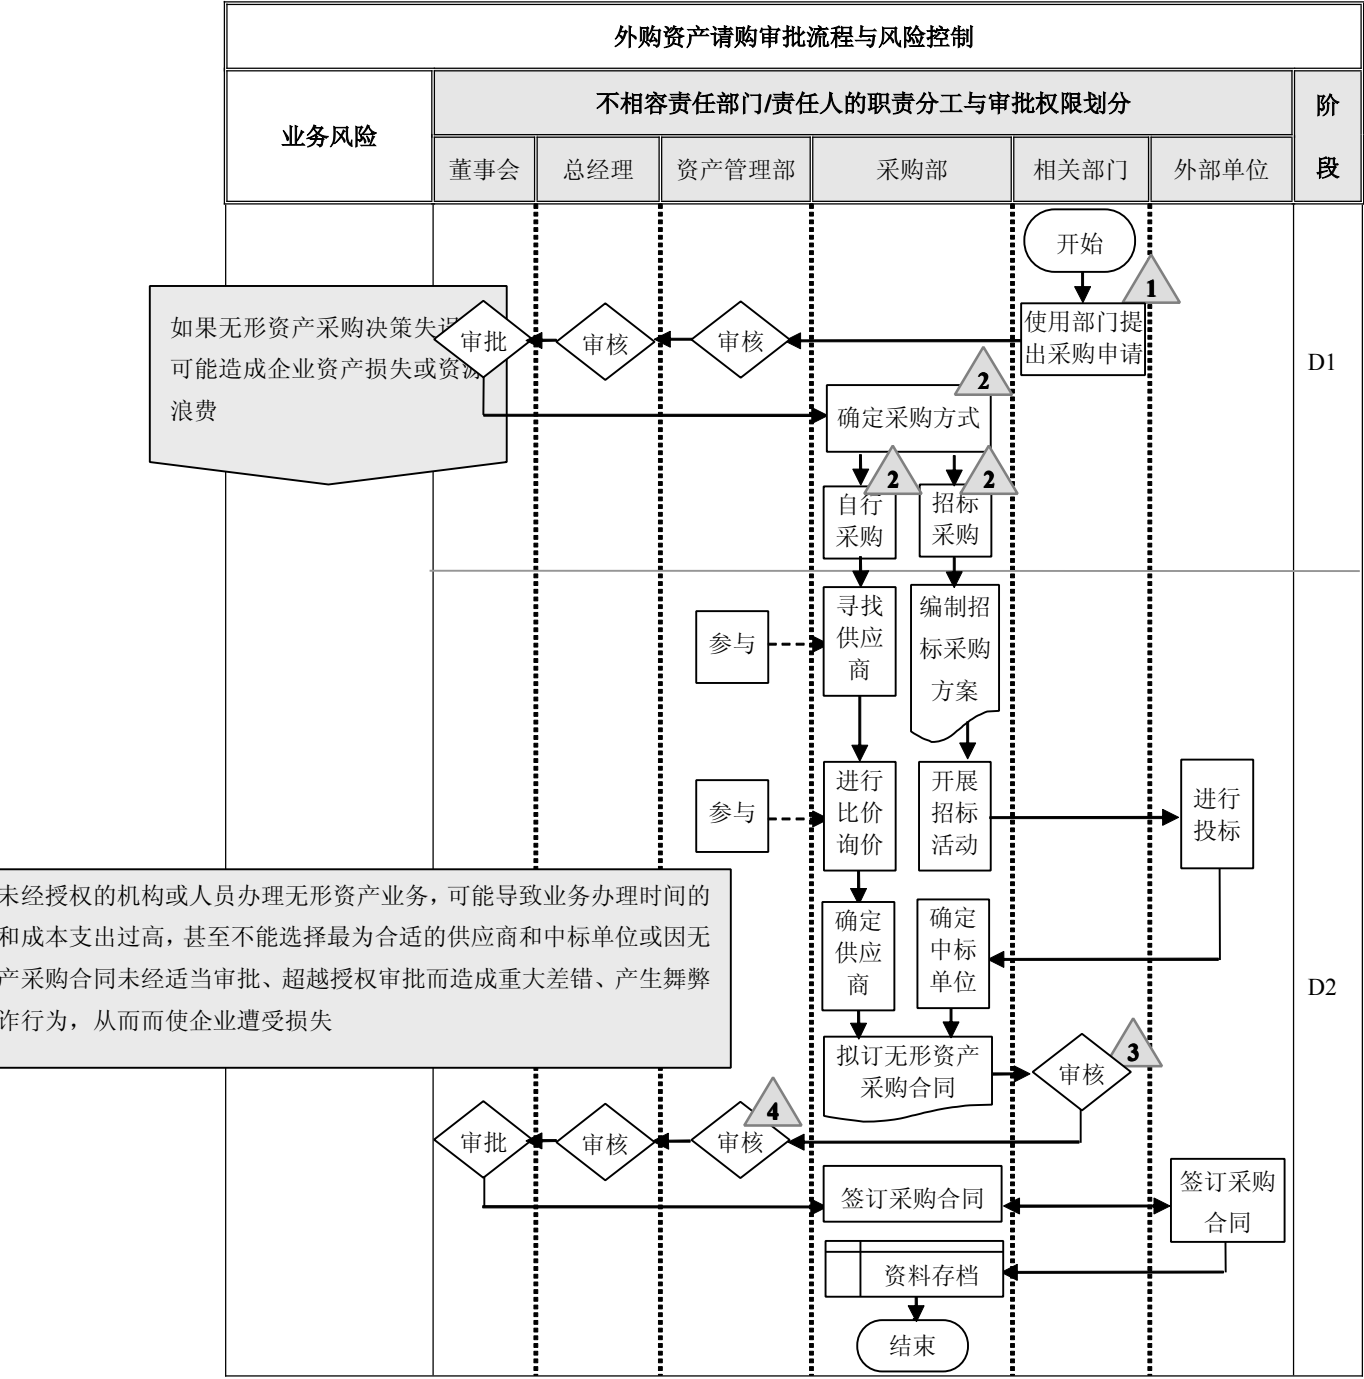 外购资产请购审批流程与风险控制
业务风险
不相容责任部门/责任人的职责分工与审批权限划分
阶
段
董事会
总经理
资产管理部
采购部
相关部门
外部单位
开始
1
使用部门提
出采购申请
审核
审核
审批
如果无形资产采购决策失
可能造成企业资产损失或资源
浪费
D1
2
确定采购方式
2
2
自行
采购
招标
采购
参与
寻找
供应
商
编制招
标采购
方案
参与
进行
比价
询价
开展
招标
活动
进行
投标
未经授权的机构或人员办理无形资产业务，可能导致业务办理时间的
和成本支出过高，甚至不能选择最为合适的供应商和中标单位或因无
产采购合同未经适当审批、超越授权审批而造成重大差错、产生舞弊
诈行为，从而而使企业遭受损失
确定
供应
商
确定
中标
单位
D2
拟订无形资产
采购合同
审核
3
审批
审核
审核
4
签订采购合同
签订采购
合同
资料存档
结束